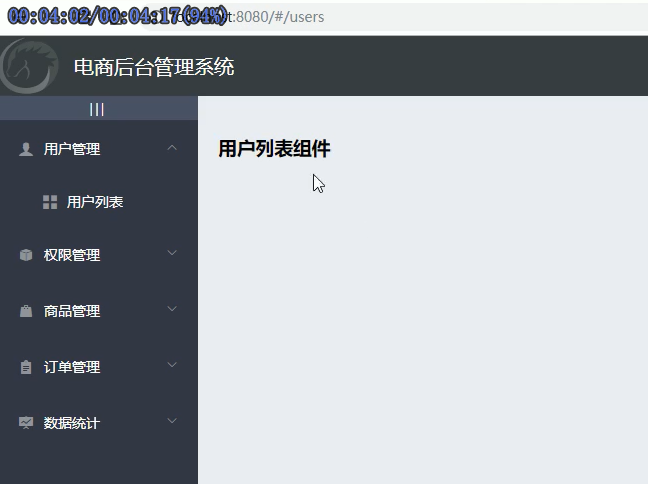 00:04:02/00:04:17(94%)
:8080/#/users
电商后台管理系统
|||
用户管理
用户列表组件
用户列表
权限管理
商品管理
订单管理
数据统计